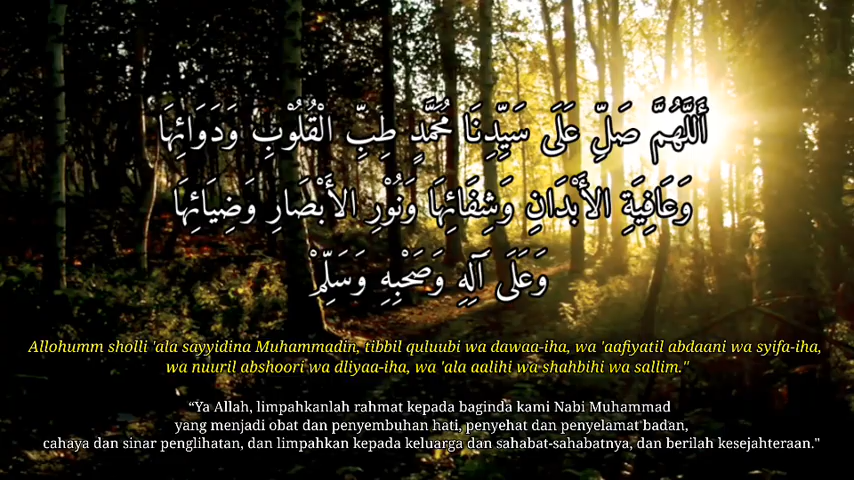 اَللّٰهُمَّ صَلِّ عَلَى سَيِّدِنَا مُحَمَّدٍ طِبِّ الْقُلُوْبِ وَدَوَائِهَا
وَعَافِيَةِ الأَبْدَانِ وَشِفَائِهَا وَنُوْرِ الأَبْصَارِ وَضِيَائِهَا
وَعَلَى آلِهِ وَصَحْبِهِ وَسَلِّمْ
Allohumm sholli 'ala sayyidina Muhammadin, tibbil quluubi wa dawaa-iha, wa 'aafiyatil abdaani wa syifa-iha,
wa nuuril abshoori wa dliyaa-iha, wa 'ala aalihi wa shahbihi wa sallim."
“Ya Allah, limpahkanlah rahmat kepada baginda kami Nabi Muhammad
yang menjadi obat dan penyembuhan hati, penyehat dan penyelamat badan,
cahaya dan sinar penglihatan, dan limpahkan kepada keluarga dan sahabat-sahabatnya, dan berilah kesejahteraan."